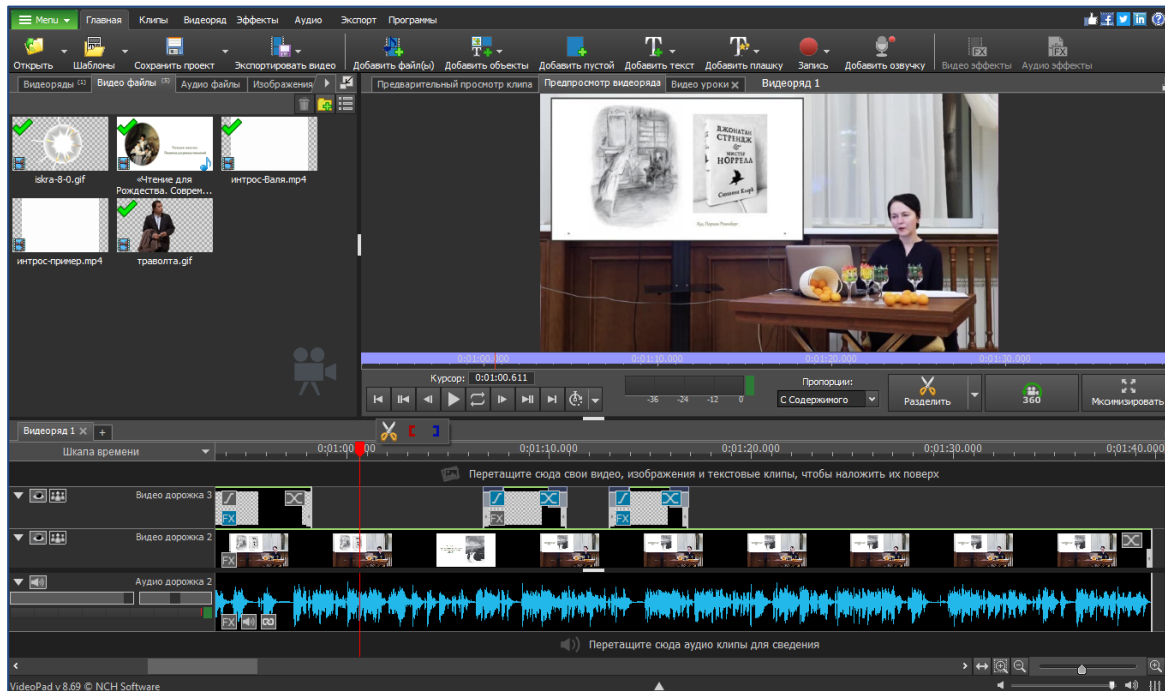 Menu Главная Клипы Видеоряд Эффекты Аудио Экспорт Программы
Открыть Шаблоны Сохранить проект Экспортировать видео Добавить файл(ы) Добавить объекты Добавить пустой Добавить текст Добавить плашку Запись Добавить озвучку Видео эффекты Аудио эффекты
Видеоряды (1) Видео файлы (5) Аудио файлы Изображения
Предварительный просмотр клипа Предпросмотр видеоряда Видео уроки Видеоряд 1
ДЖОНАТАН
СТРЕНДЖ
&
МИСТЕР
НОРРЕЛЛ
Сюзанна Кларк
iskra-8-0.gif
«Чтение для
Рождества. Соврем...
интрос-Валя.mp4
интрос-пример.mp4
траволта.gif
0:01:00.000 0:01:10.000 0:01:20.000 0:01:30.000
Курсор: 0:01:00.611
-36 -24 -12 0
Пропорции:
С Содержимого
Разделить
360
Мксимизировать
Видеоряд 1
Шкала времени
0:01:10.000 0:01:20.000 0:01:30.000 0:01:40.000
Перетащите сюда свои видео, изображения и текстовые клипы, чтобы наложить их поверх
Видео дорожка 3
FX FX FX
Видео дорожка 2
FX
Аудио дорожка 2
FX
Перетащите сюда аудио клипы для сведения
VideoPad v 8.69 © NCH Software